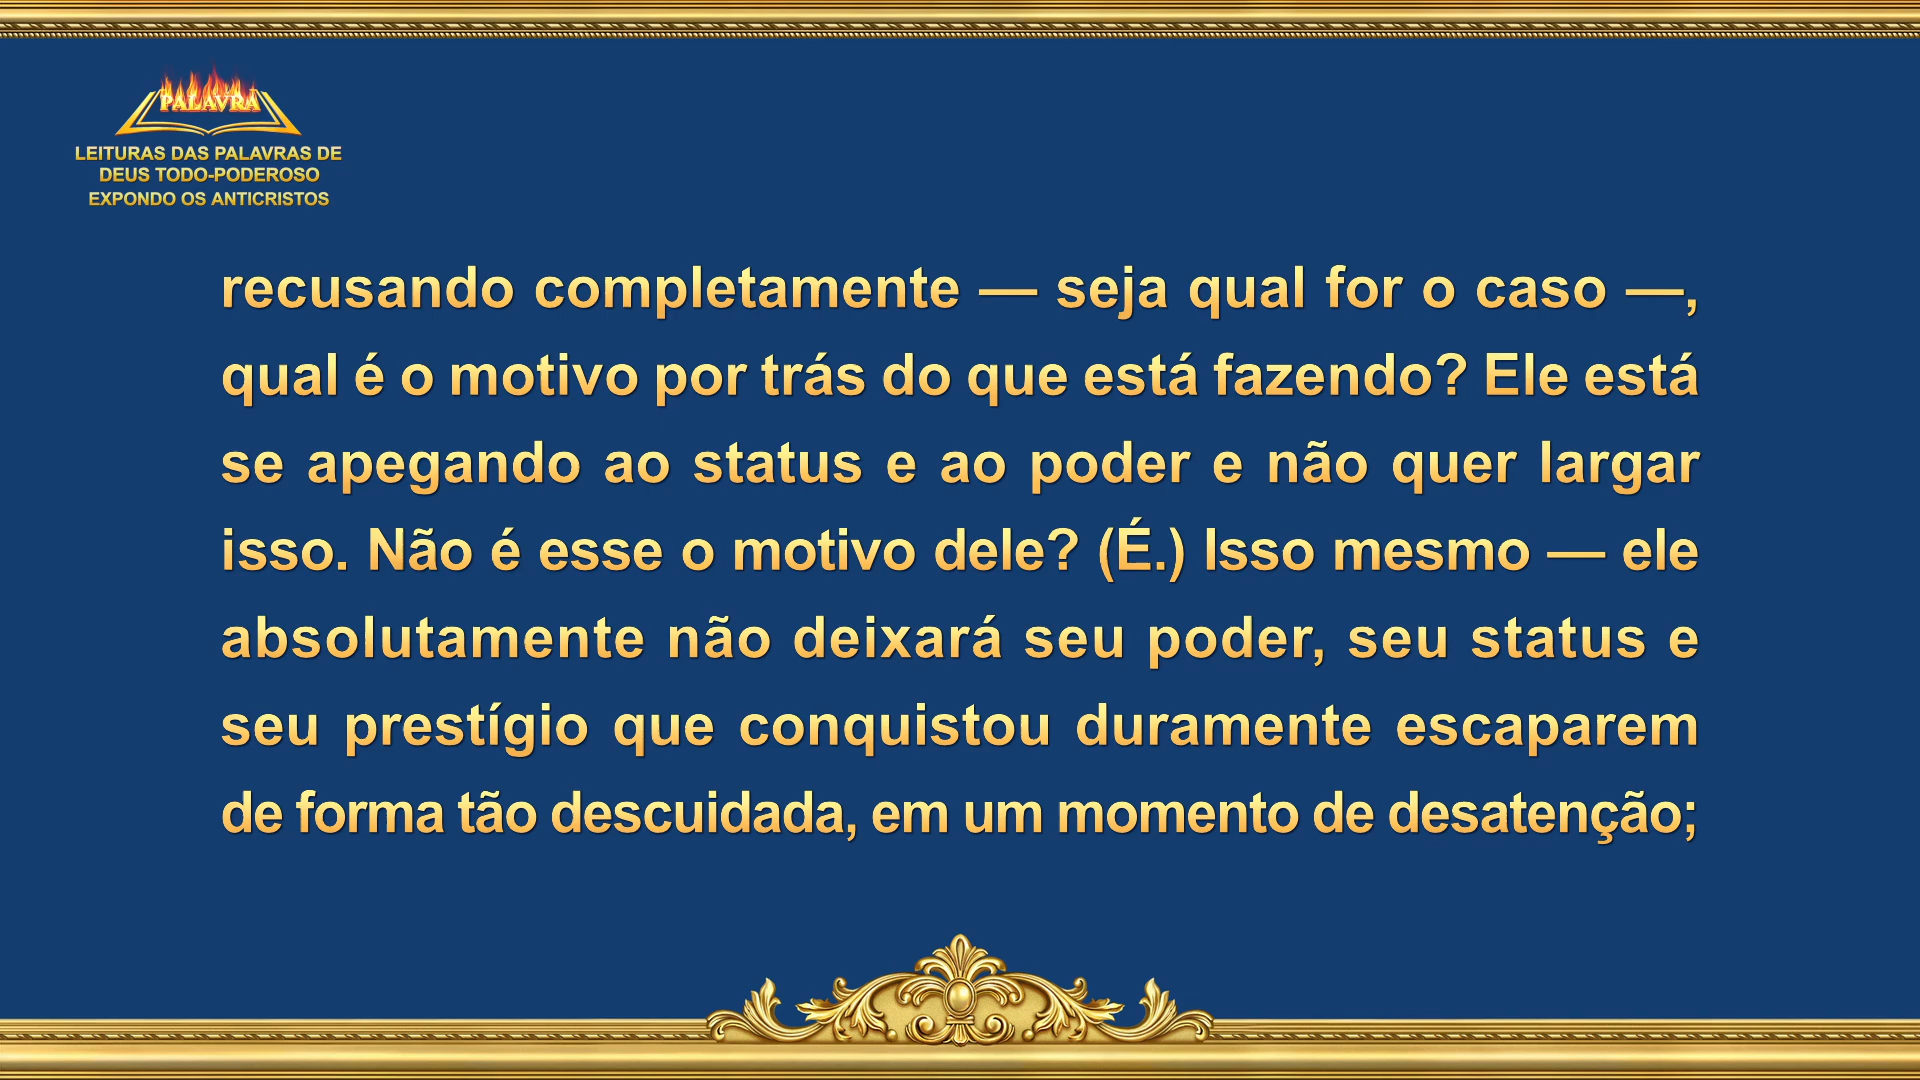 PALAVRA
LEITURAS DAS PALAVRAS DE
DEUS TODO-PODEROSO
EXPONDO OS ANTICRISTOS
recusando completamente — seja qual for o caso —,
qual é o motivo por trás do que está fazendo? Ele está
se apegando ao status e ao poder e não quer largar
isso. Não é esse o motivo dele? (É.) Isso mesmo — ele
absolutamente não deixará seu poder, seu status e
seu prestígio que conquistou duramente escaparem
de forma tão descuidada, em um momento de desatenção;